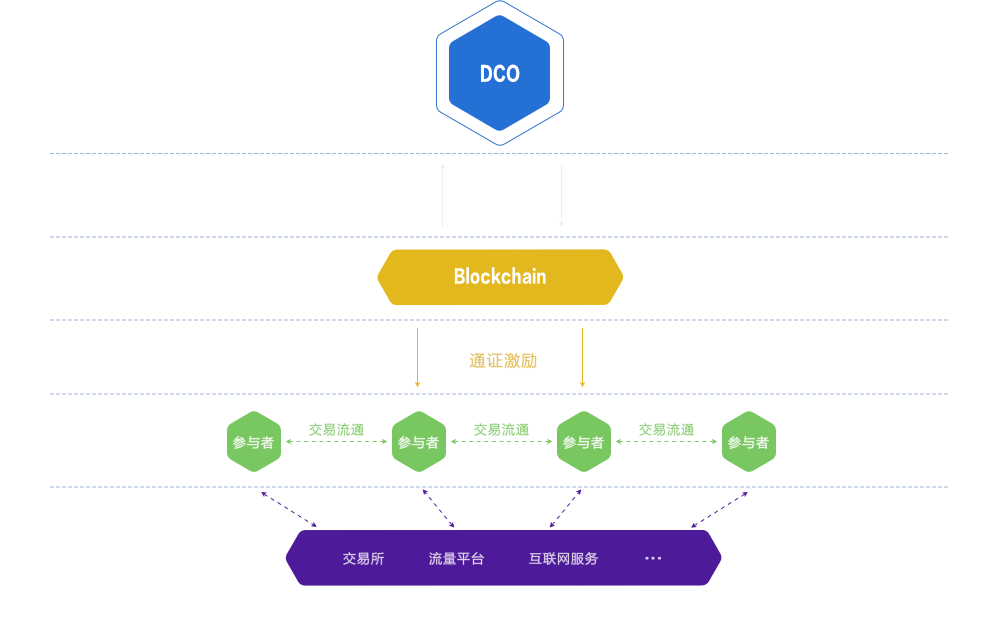 DCO
Blockchain
通证激励
交易流通 交易流通 交易流通
参与者 参与者 参与者 参与者
交易所 流量平台 互联网服务 ...